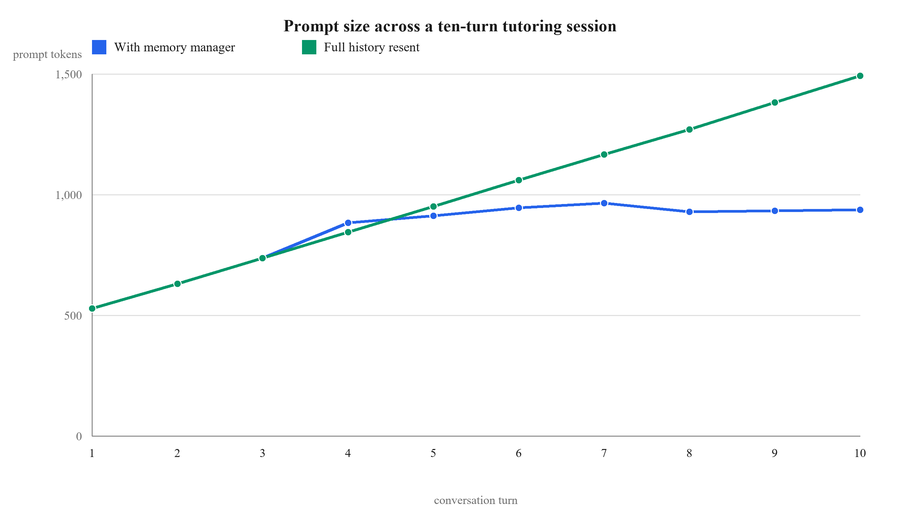 Prompt size across a ten-turn tutoring session
With memory manager
Full history resent
prompt tokens
1,500
1,000
500
0
1 2 3 4 5 6 7 8 9 10
conversation turn